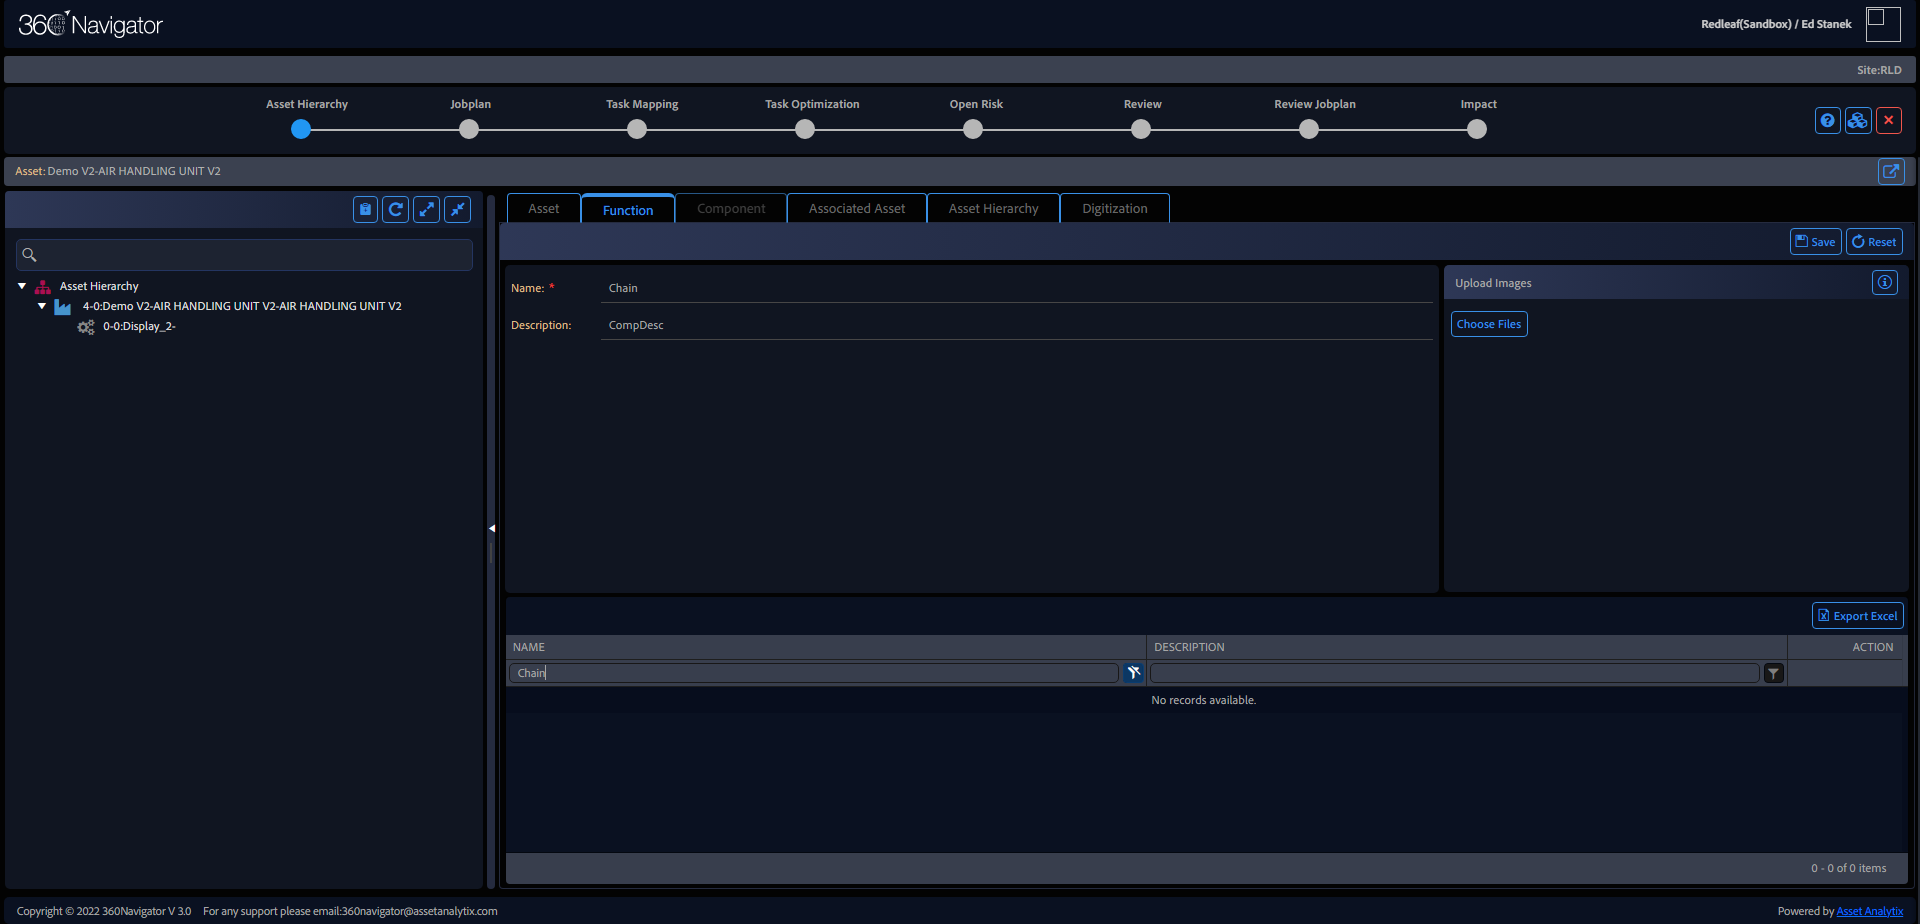 360 Navigator
Redleaf(Sandbox) / Ed Stanek
Site:RLD
Asset Hierarchy
Jobplan
Task Mapping
Task Optimization
Open Risk
Review
Review Jobplan
Impact
Asset: Demo V2-AIR HANDLING UNIT V2
Asset
Function
Component
Associated Asset
Asset Hierarchy
Digitization
Save
Reset
Asset Hierarchy
4-0:Demo V2-AIR HANDLING UNIT V2-AIR HANDLING UNIT V2
0-0:Display_2-
Name: * Chain
Description: CompDesc
Upload Images
Choose Files
Export Excel
NAME
DESCRIPTION
ACTION
Chain
No records available.
0 - 0 of 0 items
Copyright © 2022 360Navigator V 3.0 For any support please email:360navigator@assetanalytix.com
Powered by Asset Analytix